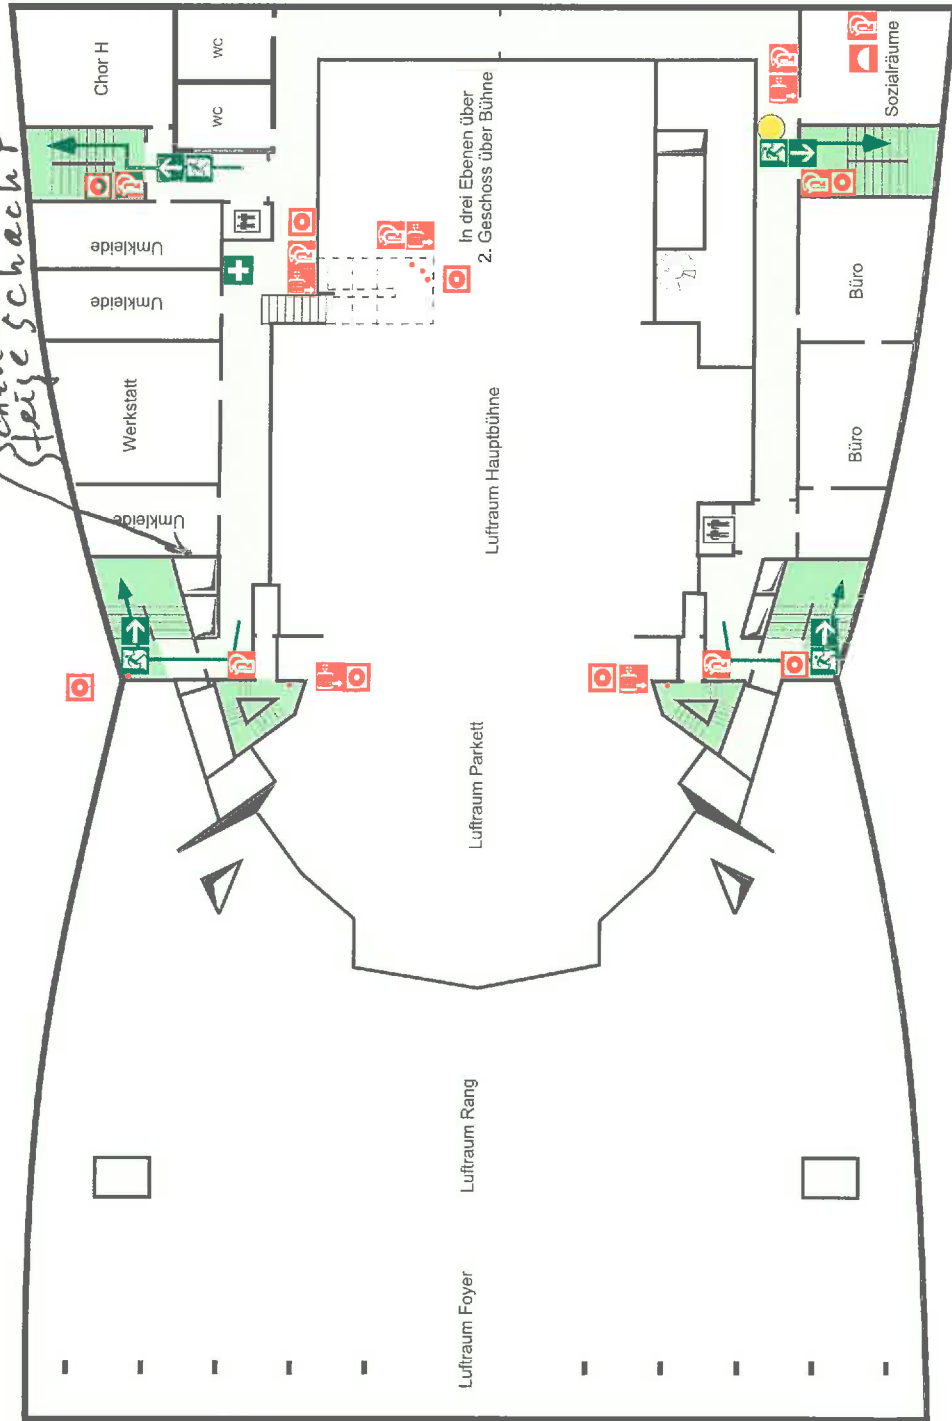 steigeschacht
Umkleide
Werkstatt
Umkleide
Umkleide
Chor H
WC
WC
In drei Ebenen über
2. Geschoss über Bühne
Luftraum Foyer
Luftraum Rang
Luftraum Parkett
Luftraum Hauptbühne
Büro
Büro
Sozialräume